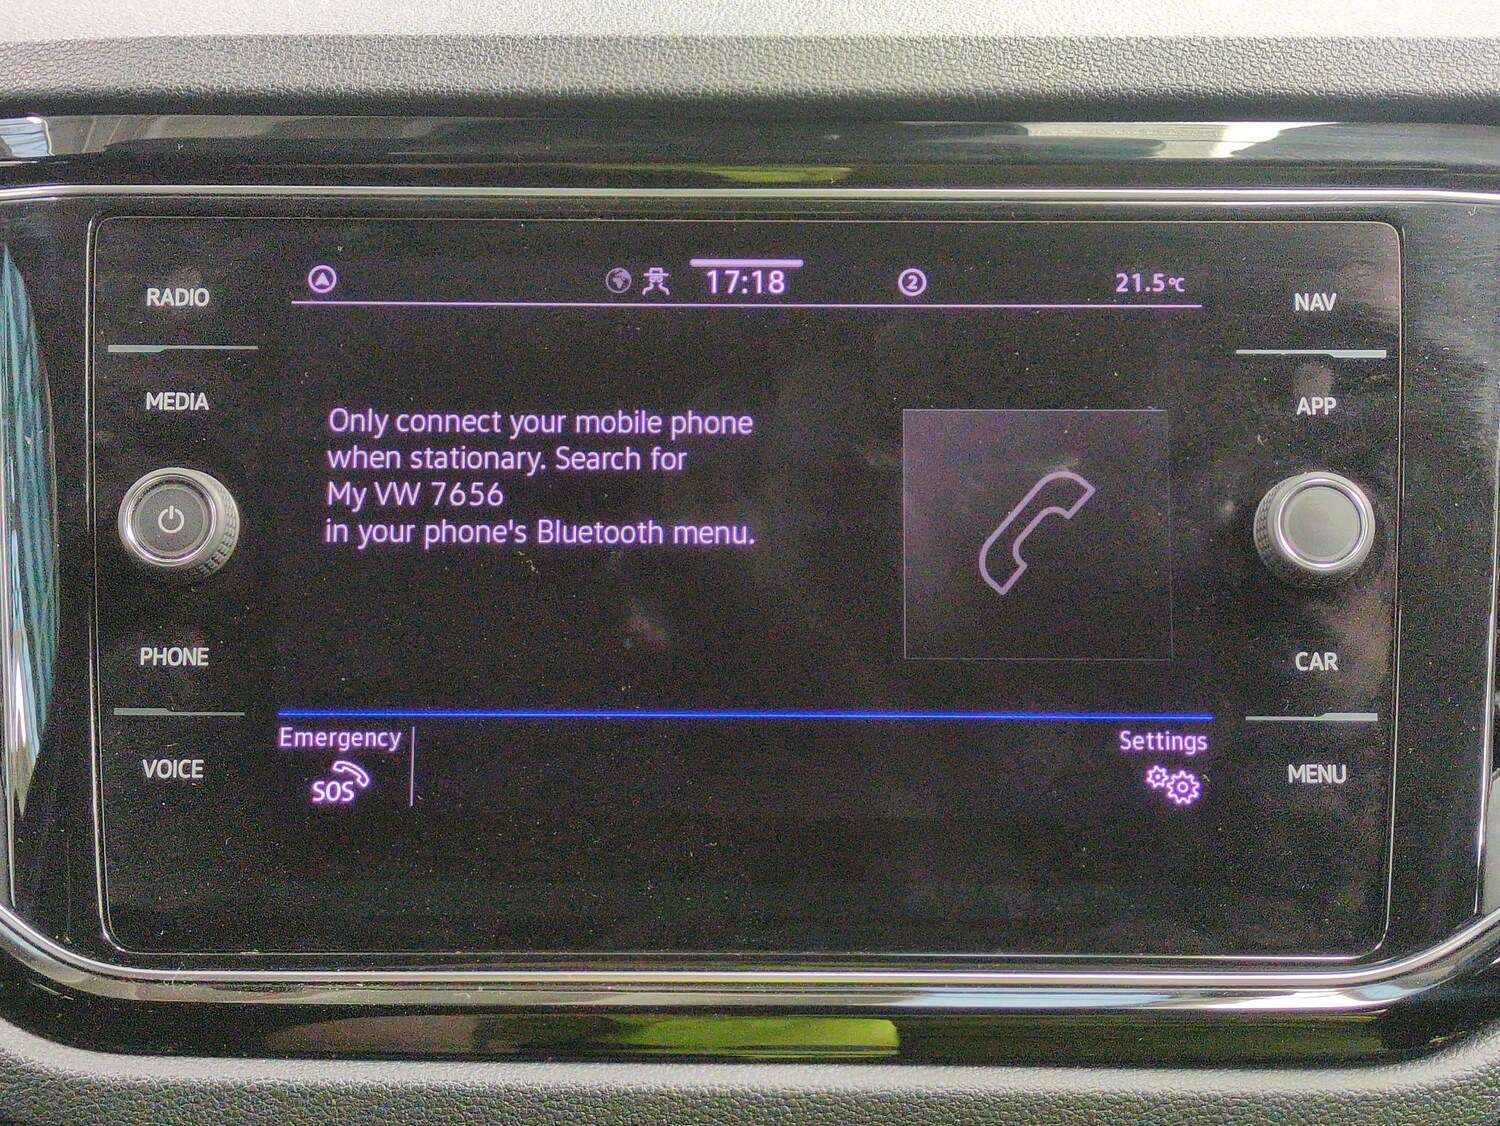 RADIO
MEDIA
PHONE
VOICE
17:18
2
21.5°C
Only connect your mobile phone
when stationary. Search for
My VW 7656
in your phone's Bluetooth menu.
Emergency
SOS
Settings
NAV
APP
CAR
MENU